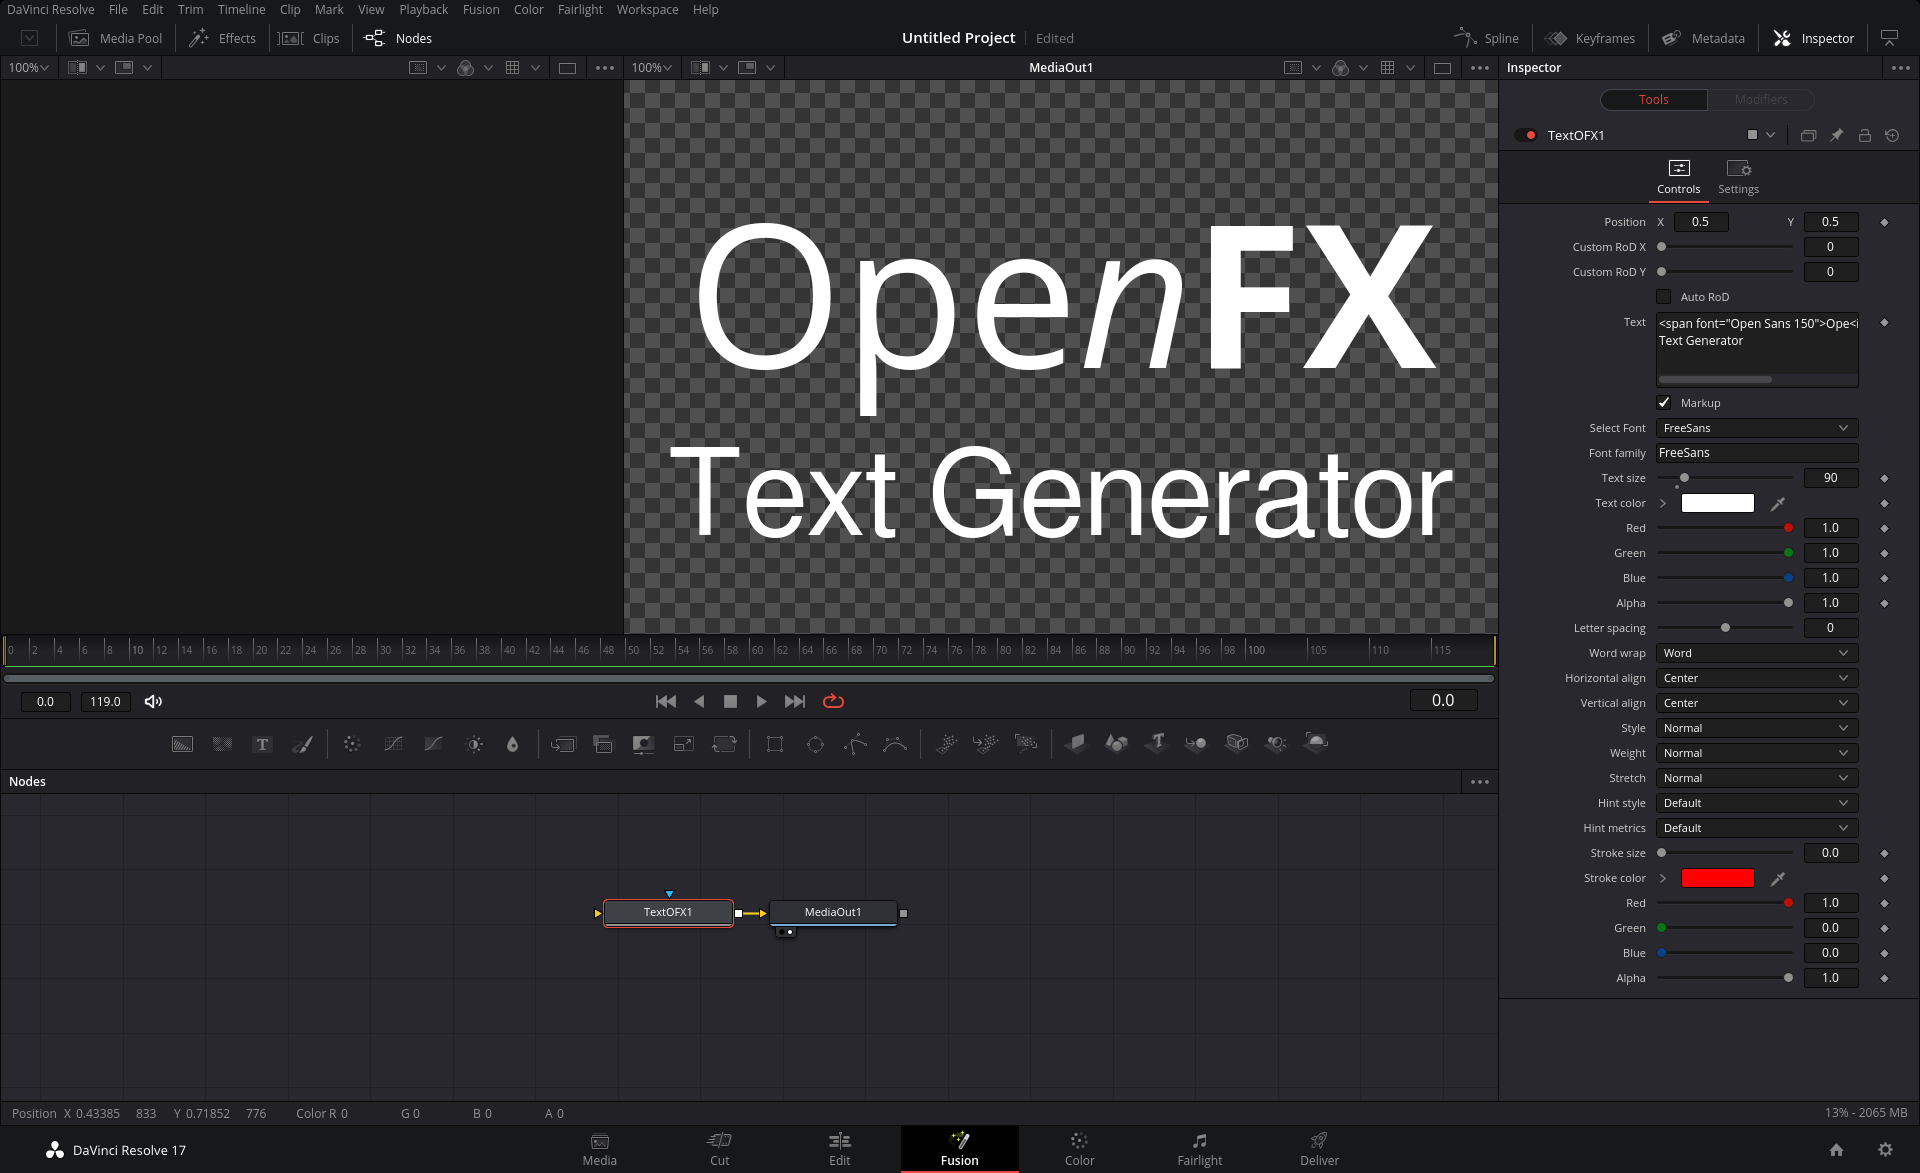 DaVinci Resolve File Edit Trim Timeline Clip Mark View Playback Fusion Color Fairlight Workspace Help
Media Pool Effects Clips Nodes Untitled Project Edited Spline Keyframes Metadata Inspector
100% 100% MediaOut1 Inspector
Tools Modifiers
TextOFX1
Controls Settings
Position X 0.5 Y 0.5
Custom RoD X 0
Custom RoD Y 0
Auto RoD
Text <span font="Open Sans 150">Ope<i
Text Generator
Markup
Select Font FreeSans
Font family FreeSans
Text size 90
Text color
Red 1.0
Green 1.0
Blue 1.0
Alpha 1.0
Letter spacing 0
Word wrap Word
Horizontal align Center
Vertical align Center
Style Normal
Weight Normal
Stretch Normal
Hint style Default
Hint metrics Default
Stroke size 0.0
Stroke color
Red 1.0
Green 0.0
Blue 0.0
Alpha 1.0
OpenFX
Text Generator
0 2 4 6 8 10 12 14 16 18 20 22 24 26 28 30 32 34 36 38 40 42 44 46 48 50 52 54 56 58 60 62 64 66 68 70 72 74 76 78 80 82 84 86 88 90 92 94 96 98 100 105 110 115
0.0 119.0 0.0
T T
Nodes
TextOFX1 MediaOut1
Position X 0.43385 833 Y 0.71852 776 Color R 0 G 0 B 0 A 0 13% - 2065 MB
DaVinci Resolve 17 Media Cut Edit Fusion Color Fairlight Deliver